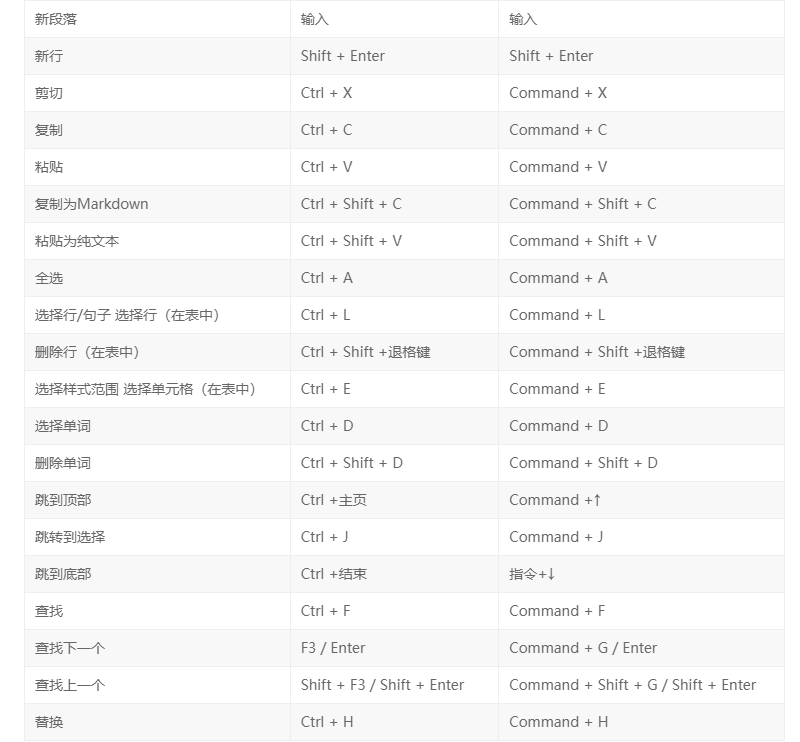 新段落 输入 输入
新行 Shift + Enter Shift + Enter
剪切 Ctrl + X Command + X
复制 Ctrl + C Command + C
粘贴 Ctrl + V Command + V
复制为Markdown Ctrl + Shift + C Command + Shift + C
粘贴为纯文本 Ctrl + Shift + V Command + Shift + V
全选 Ctrl + A Command + A
选择行/句子 选择行（在表中） Ctrl + L Command + L
删除行（在表中） Ctrl + Shift +退格键 Command + Shift +退格键
选择样式范围 选择单元格（在表中） Ctrl + E Command + E
选择单词 Ctrl + D Command + D
删除单词 Ctrl + Shift + D Command + Shift + D
跳到顶部 Ctrl +主页 Command +↑
跳转到选择 Ctrl + J Command + J
跳到底部 Ctrl +结束 指令+↓
查找 Ctrl + F Command + F
查找下一个 F3 / Enter Command + G / Enter
查找上一个 Shift + F3 / Shift + Enter Command + Shift + G / Shift + Enter
替换 Ctrl + H Command + H